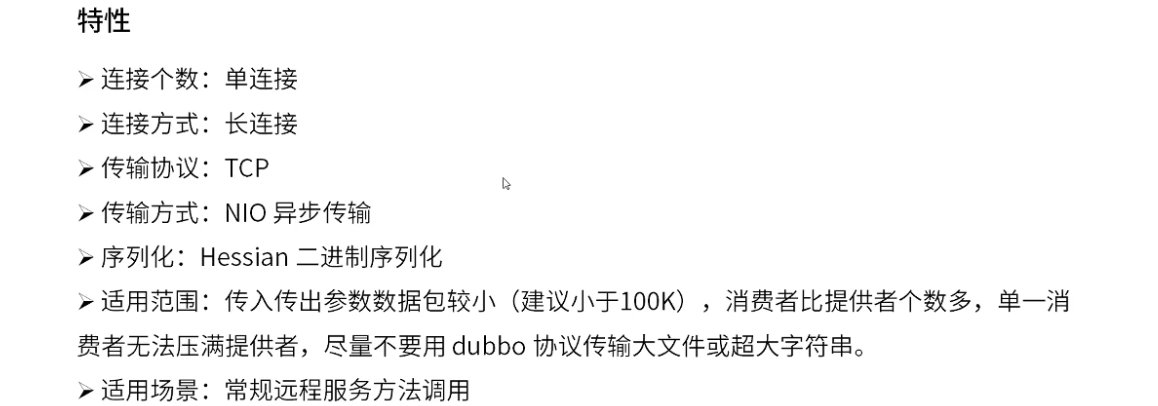 特性
➢ 连接个数：单连接
➢ 连接方式：长连接
➢ 传输协议：TCP
➢ 传输方式：NIO 异步传输
➢ 序列化：Hessian 二进制序列化
➢ 适用范围：传入传出参数数据包较小（建议小于100K），消费者比提供者个数多，单一消
费者无法压满提供者，尽量不要用 dubbo 协议传输大文件或超大字符串。
➢ 适用场景：常规远程服务方法调用